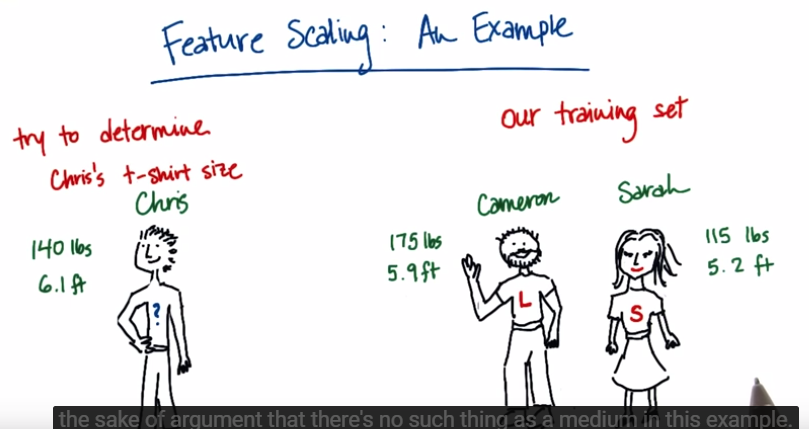 Feature Scaling: An Example
try to determine
Chris's t-shirt size
Chris
140 lbs
6.1 ft
?
our training set
Cameron
175 lbs
5.9 ft
L
Sarah
115 lbs
5.2 ft
S
the sake of argument that there's no such thing as a medium in this example.